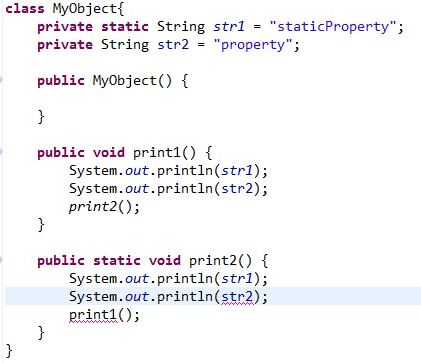 class MyObject{
    private static String str1 = "staticProperty";
    private String str2 = "property";
    public MyObject() {
    }
    public void print1() {
        System.out.println(str1);
        System.out.println(str2);
        print2();
    }
    public static void print2() {
        System.out.println(str1);
        System.out.println(str2);
        print1();
    }
}